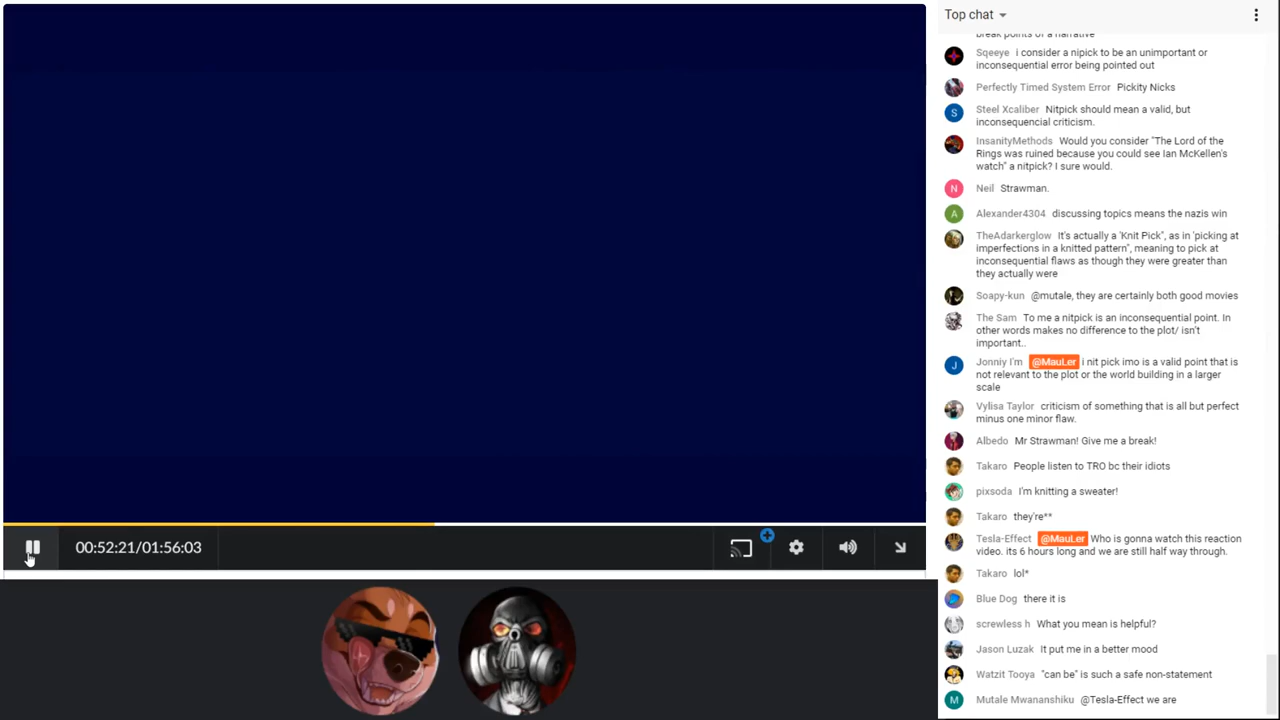 Top chat
break points of a narrative
Sqeeye i consider a nipick to be an unimportant or
inconsequential error being pointed out
Perfectly Timed System Error Pickity Nicks
S
Steel Xcaliber Nitpick should mean a valid, but
inconsequencial criticism.
InsanityMethods Would you consider "The Lord of the
Rings was ruined because you could see Ian McKellen's
watch" a nitpick? I sure would.
N
Neil Strawman.
A
Alexander4304 discussing topics means the nazis win
TheAdarkerglow It's actually a 'Knit Pick", as in 'picking at
imperfections in a knitted pattern", meaning to pick at
inconsequential flaws as though they were greater than
they actually were
Soapy-kun @mutale, they are certainly both good movies
The Sam To me a nitpick is an inconsequential point. In
other words makes no difference to the plot/ isn't
important..
J
Jonniy I'm @MauLer i nit pick imo is a valid point that is
not relevant to the plot or the world building in a larger
scale
Vylisa Taylor criticism of something that is all but perfect
minus one minor flaw.
Albedo Mr Strawman! Give me a break!
Takaro People listen to TRO bc their idiots
pixsoda I'm knitting a sweater!
Takaro they're**
Tesla-Effect @MauLer Who is gonna watch this reaction
video. its 6 hours long and we are still half way through.
Takaro lol*
Blue Dog there it is
screwless h What you mean is helpful?
Jason Luzak It put me in a better mood
Watzit Tooya "can be" is such a safe non-statement
M
Mutale Mwananshiku @Tesla-Effect we are
00:52:21/01:56:03